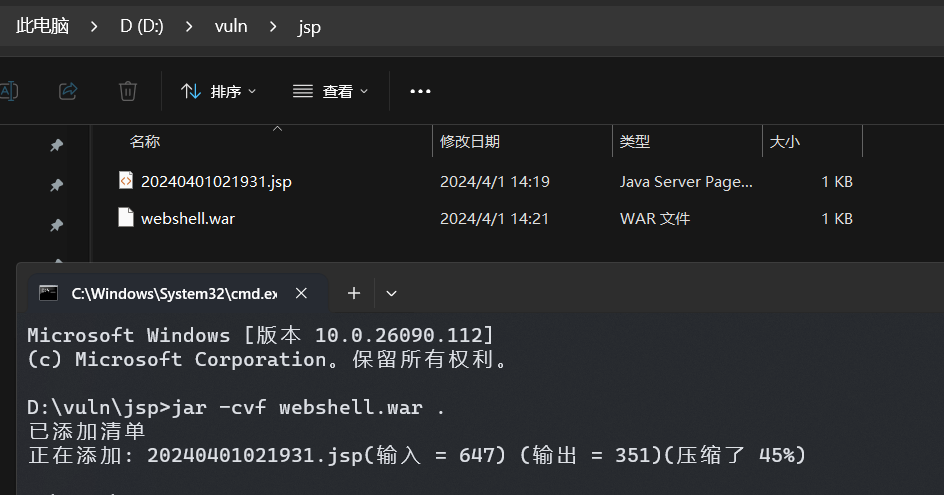 此电脑 > D (D:) > vuln > jsp
排序 查看 ...
名称 修改日期 类型 大小
20240401021931.jsp 2024/4/1 14:19 Java Server Page... 1 KB
webshell.war 2024/4/1 14:21 WAR 文件 1 KB
C:\Windows\System32\cmd.ex
Microsoft Windows [版本 10.0.26090.112]
(c) Microsoft Corporation。保留所有权利。
D:\vuln\jsp>jar -cvf webshell.war .
已添加清单
正在添加: 20240401021931.jsp(输入 = 647) (输出 = 351)(压缩了 45%)